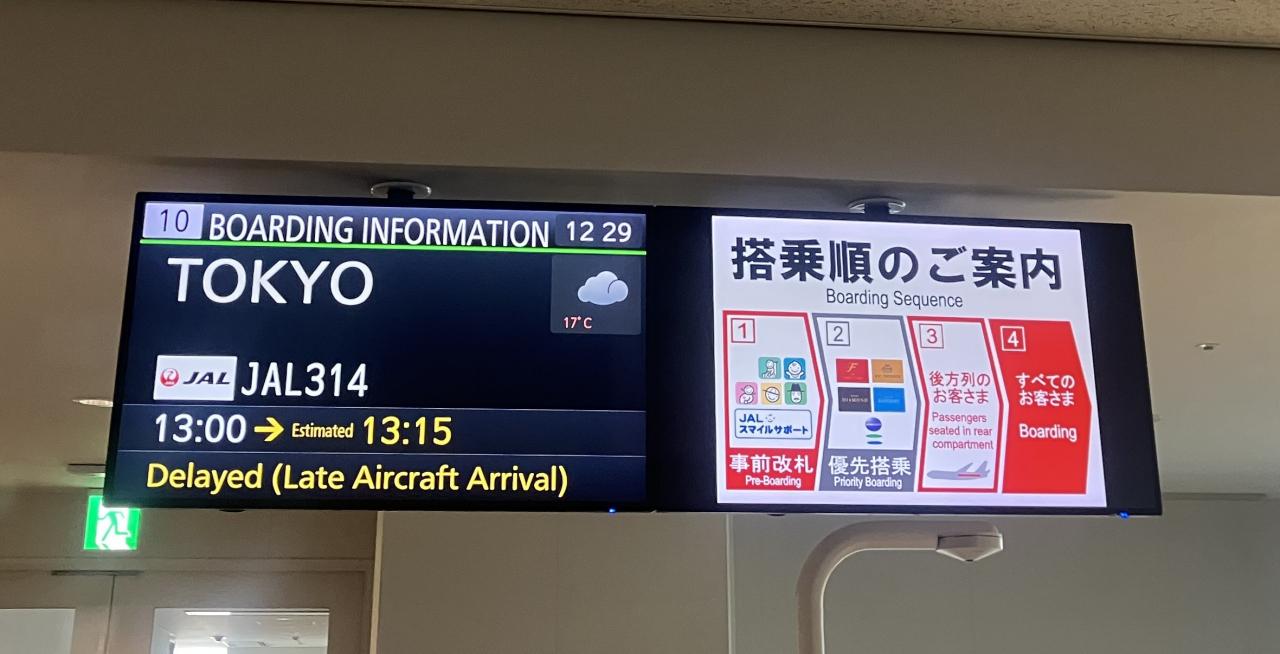 10 BOARDING INFORMATION 12 29
TOKYO
17°C
JAL JAL314
13:00 → Estimated 13:15
Delayed (Late Aircraft Arrival)
搭乗順のご案内
Boarding Sequence
1
JAL
スマイルサポート
事前改札
Pre-Boarding
2
優先搭乗
Priority Boarding
3
後方列の
お客さま
Passengers
seated in rear
compartment
4
すべての
お客さま
Boarding